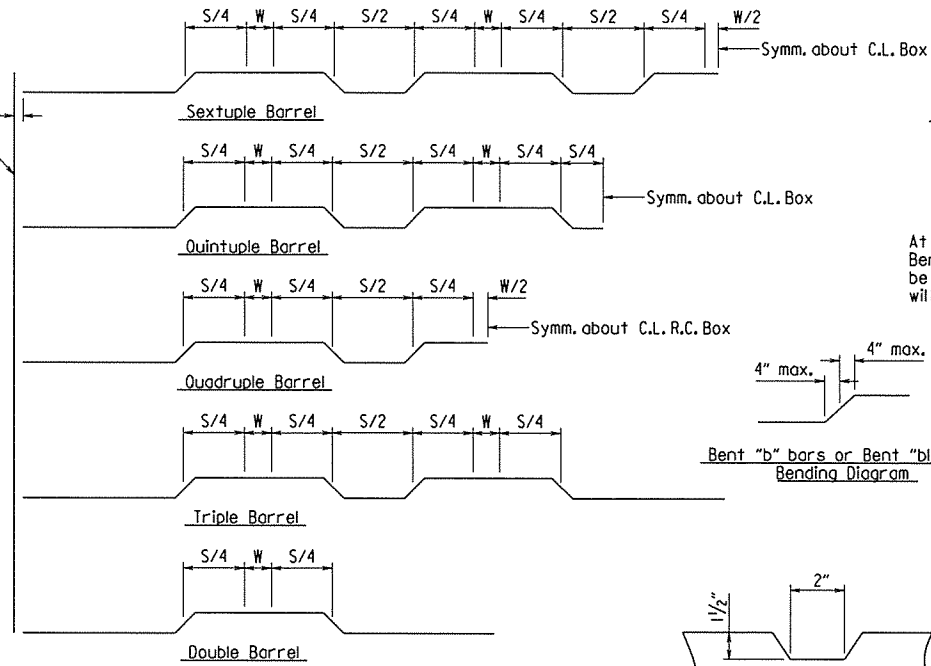 S/4 W S/4 S/2 S/4 W S/4 S/2 S/4 W/2
Symm. about C.L. Box
Sextuple Barrel
S/4 W S/4 S/2 S/4 W S/4 S/4
Symm. about C.L. Box
Quintuple Barrel
S/4 W S/4 S/2 S/4 W/2
Symm. about C.L. R.C. Box
Quadruple Barrel
S/4 W S/4 S/2 S/4 W S/4
Triple Barrel
S/4 W S/4
Double Barrel
At
Ber
be
wil
4" max.
4" max.
Bent "b" bars or Bent "bl
Bending Diagram
2"
1½"